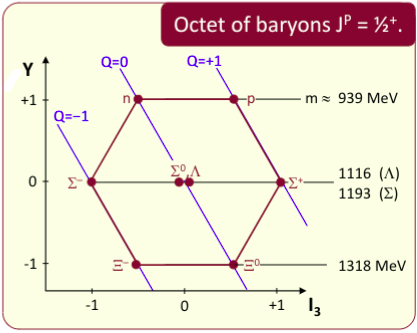 Octet of baryons Jᴾ = ½⁺.
Y
Q=0
Q=+1
+1
n
p
m ≈ 939 MeV
Q=−1
0
Σ⁻
Σ⁰
Λ
Σ⁺
1116 (Λ)
1193 (Σ)
-1
Ξ⁻
Ξ⁰
1318 MeV
-1
0
+1
I₃